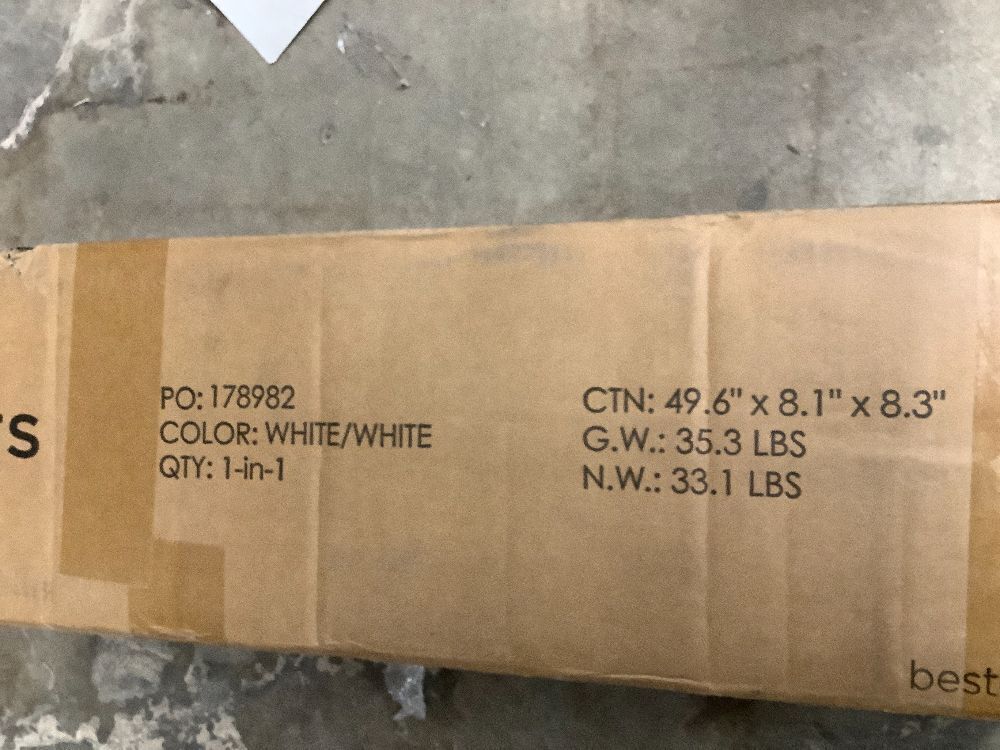 S
PO: 178982
COLOR: WHITE/WHITE
QTY: 1-in-1
CTN: 49.6" x 8.1" x 8.3"
G.W.: 35.3 LBS
N.W.: 33.1 LBS
best